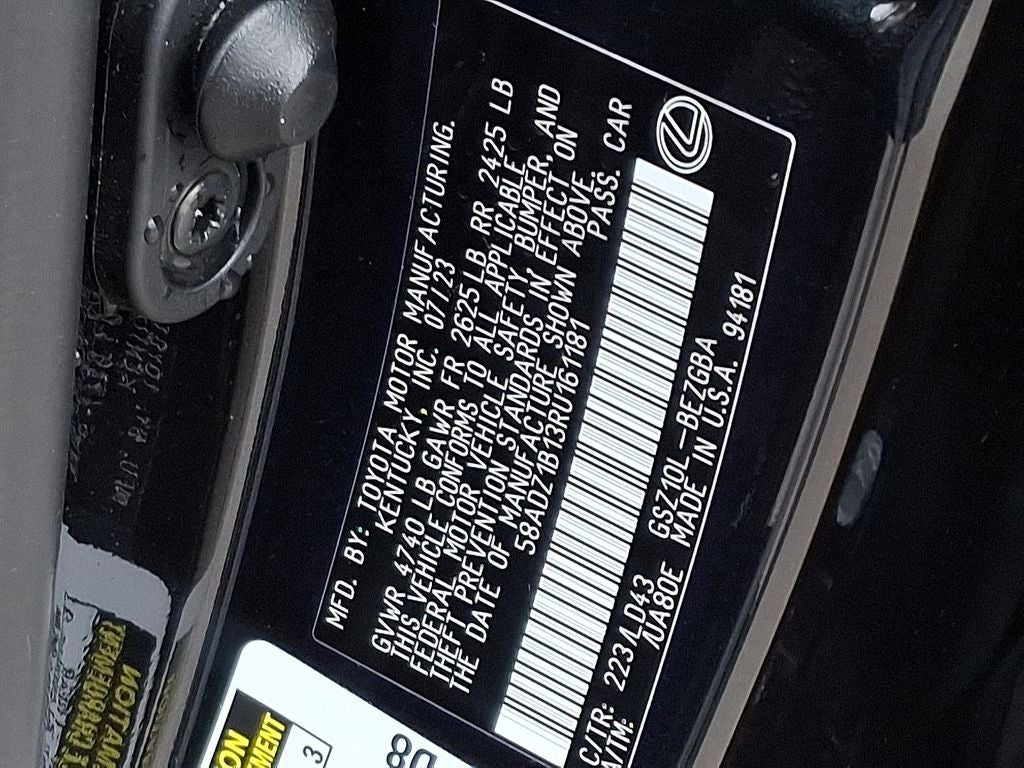 MFD. BY: TOYOTA MOTOR MANUFACTURING.
KENTUCKY, INC. 07/23
GVWR 4740 LB GAWR FR 2625 LB RR 2425 LB
THIS VEHICLE CONFORMS TO ALL APPLICABLE
FEDERAL MOTOR VEHICLE SAFETY, BUMPER, AND
THEFT PREVENTION STANDARDS IN EFFECT ON
THE DATE OF MANUFACTURE SHOWN ABOVE.
58ADZ1B13RU161181 PASS. CAR
C/TR: 223/LD43 GSZ10L-BEZGBA
A/TM: /UA80E MADE IN U.S.A. 94181
3